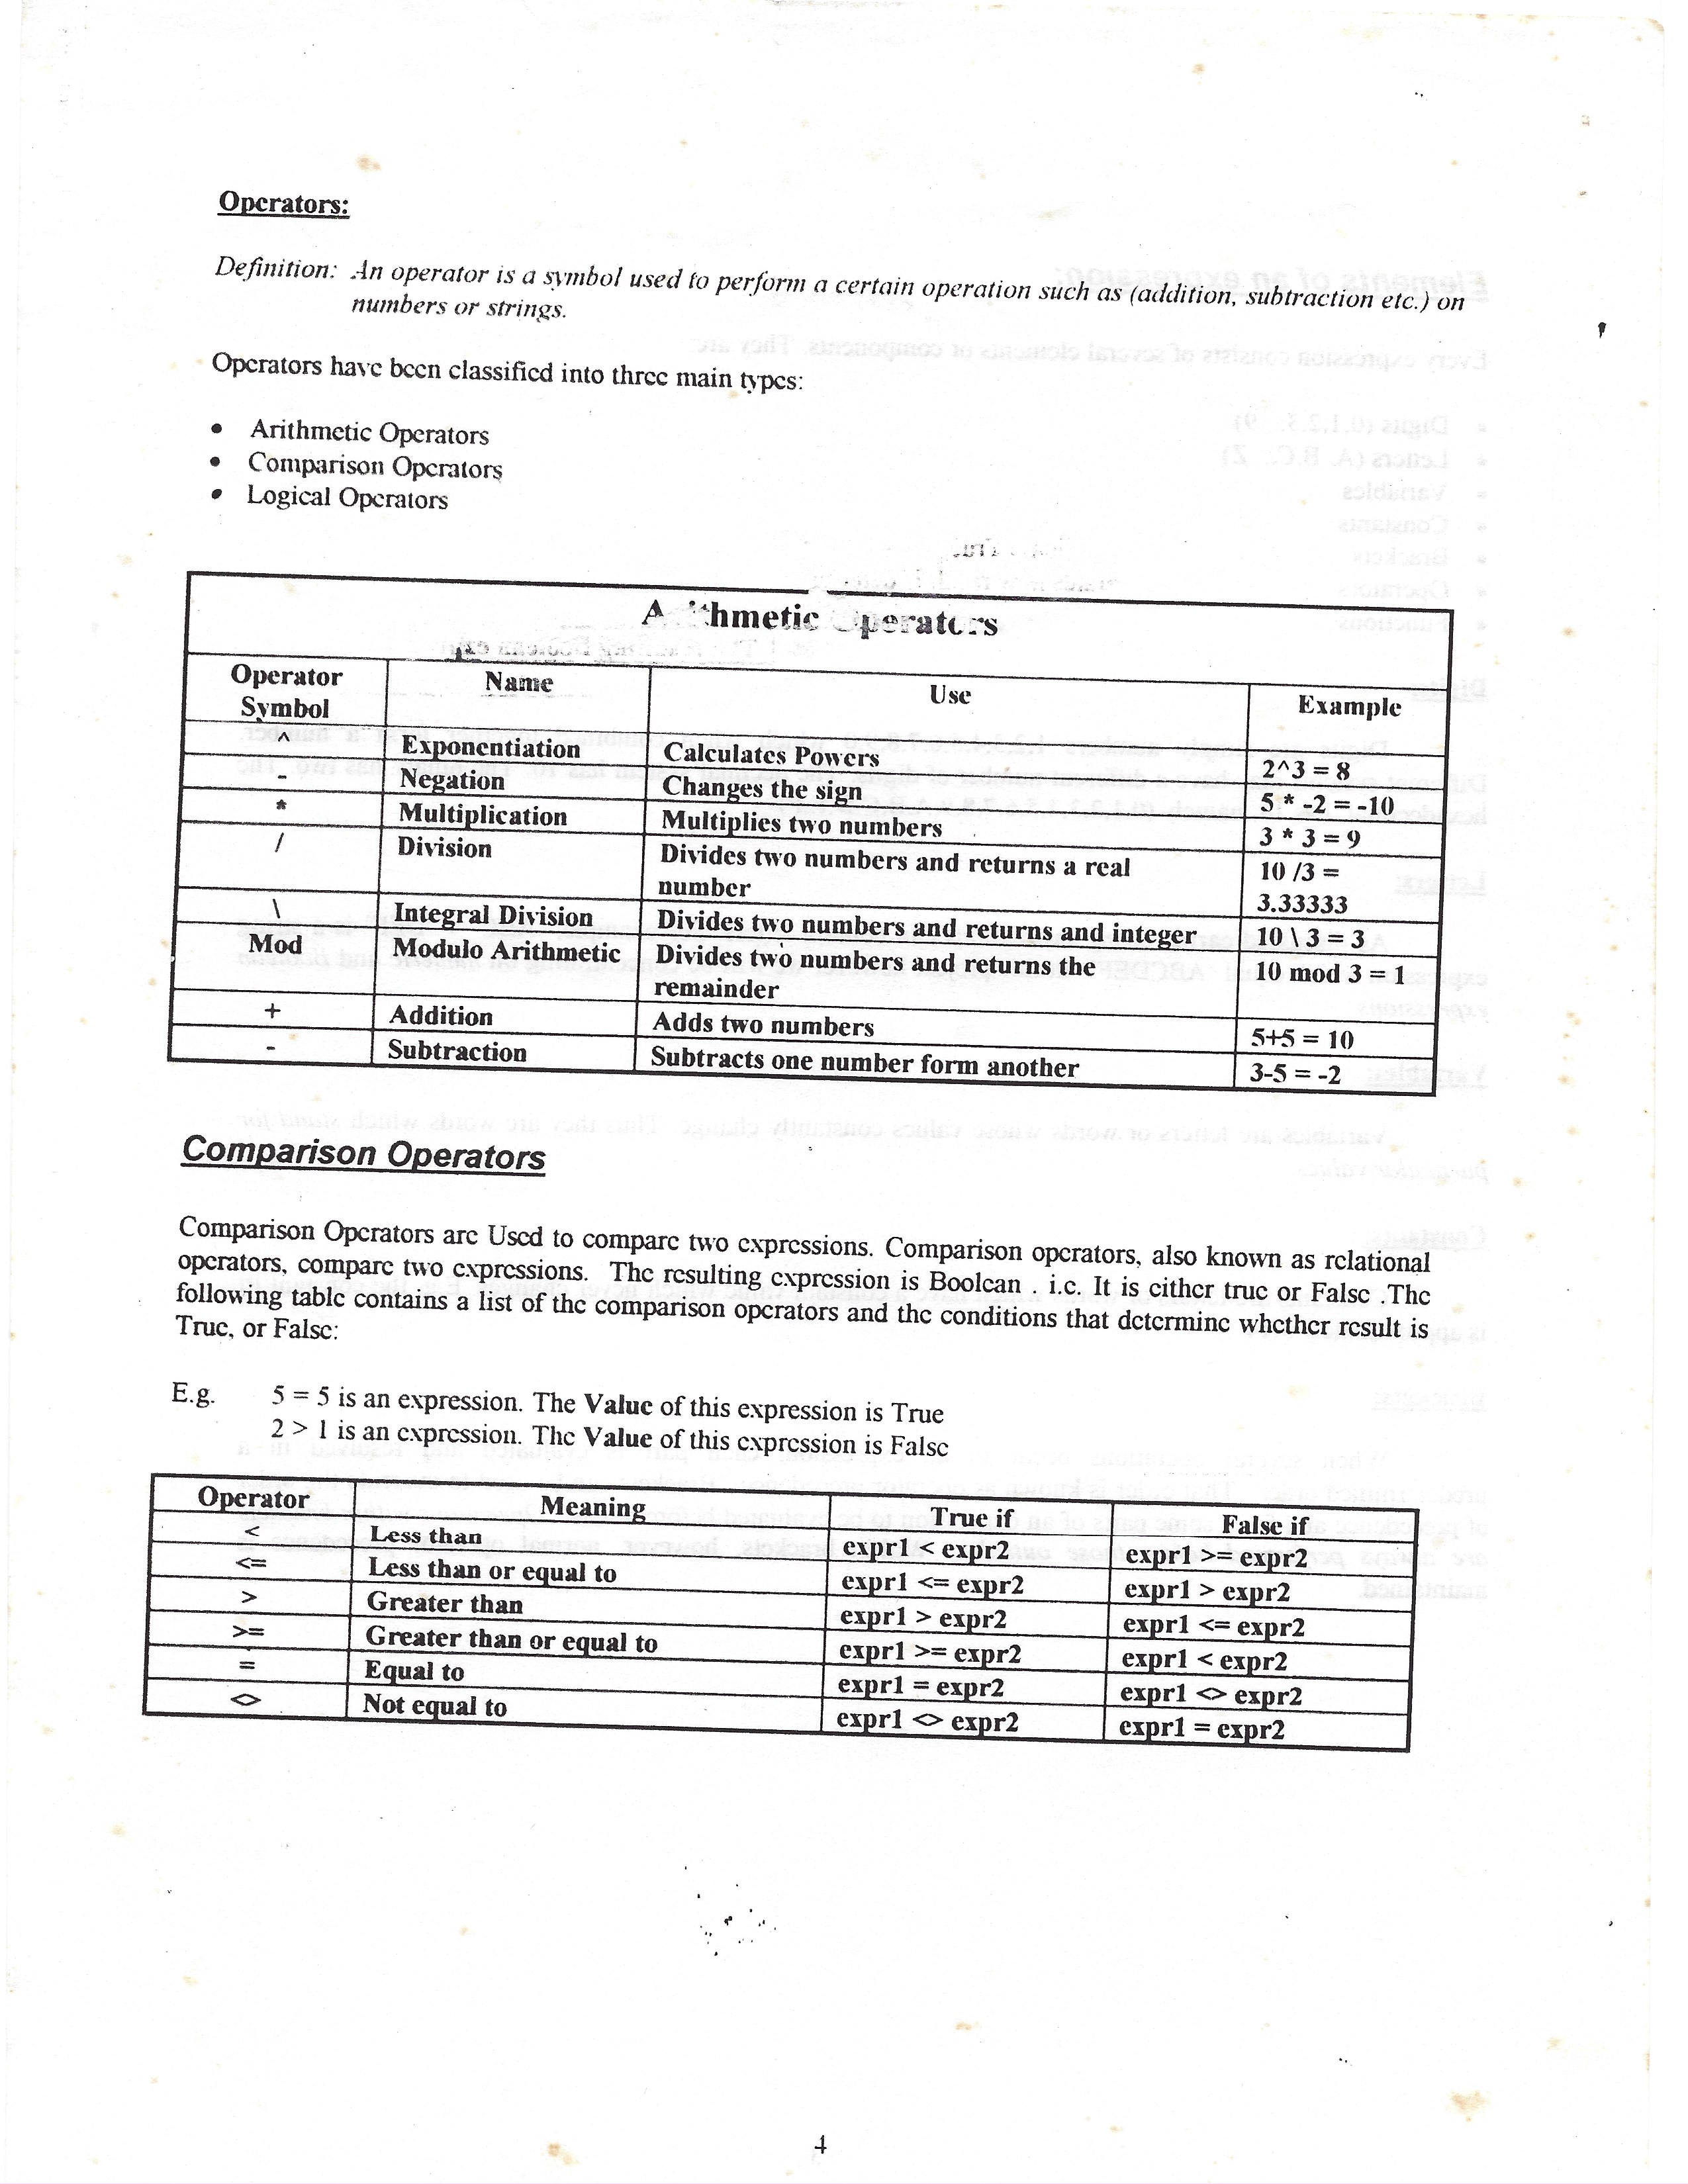 Operators:
Definition: An operator is a symbol used to perform a certain operation such as (addition, subtraction etc.) on
numbers or strings.
Operators have been classified into three main types:
• Arithmetic Operators
• Comparison Operators
• Logical Operators
Arithmetic Operators
Operator Symbol Name Use Example
^ Exponentiation Calculates Powers 2^3 = 8
- Negation Changes the sign 5 * -2 = -10
* Multiplication Multiplies two numbers 3 * 3 = 9
/ Division Divides two numbers and returns a real number 10 /3 = 3.33333
\ Integral Division Divides two numbers and returns and integer 10 \ 3 = 3
Mod Modulo Arithmetic Divides two numbers and returns the remainder 10 mod 3 = 1
+ Addition Adds two numbers 5+5 = 10
- Subtraction Subtracts one number form another 3-5 = -2
Comparison Operators
Comparison Operators are Used to compare two expressions. Comparison operators, also known as relational
operators, compare two expressions. The resulting expression is Boolean . i.e. It is either true or False .The
following table contains a list of the comparison operators and the conditions that determine whether result is
True, or False:
E.g. 5 = 5 is an expression. The Value of this expression is True
2 > 1 is an expression. The Value of this expression is False
Operator Meaning True if False if
< Less than expr1 < expr2 expr1 >= expr2
<= Less than or equal to expr1 <= expr2 expr1 > expr2
> Greater than expr1 > expr2 expr1 <= expr2
>= Greater than or equal to expr1 >= expr2 expr1 < expr2
= Equal to expr1 = expr2 expr1 <> expr2
<> Not equal to expr1 <> expr2 expr1 = expr2
4